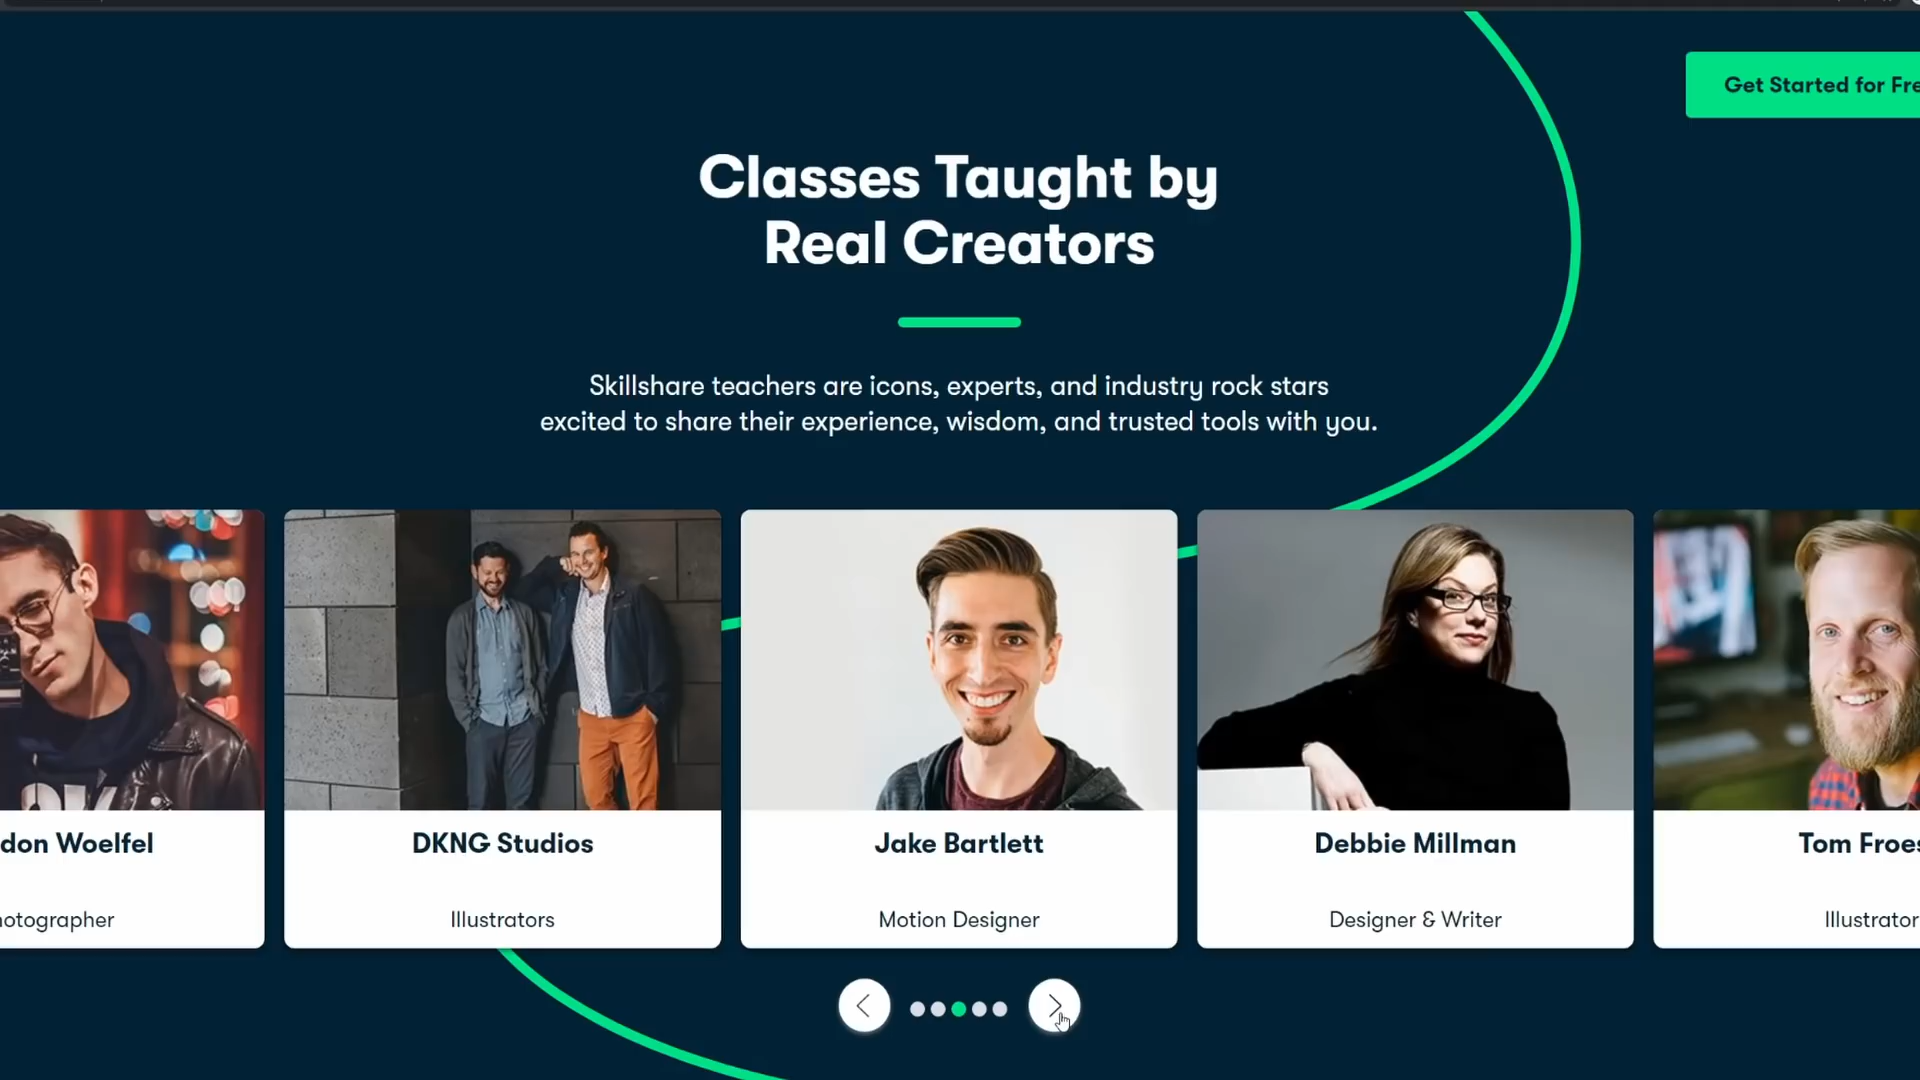 Get Started for Fre
Classes Taught by
Real Creators
Skillshare teachers are icons, experts, and industry rock stars
excited to share their experience, wisdom, and trusted tools with you.
don Woelfel
DKNG Studios
Jake Bartlett
Debbie Millman
Tom Froes
otographer
Illustrators
Motion Designer
Designer & Writer
Illustrator